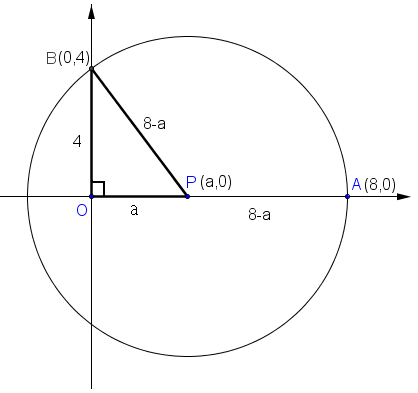 B(0,4)
8-a
4
P (a,0)
A (8,0)
O
a
8-a